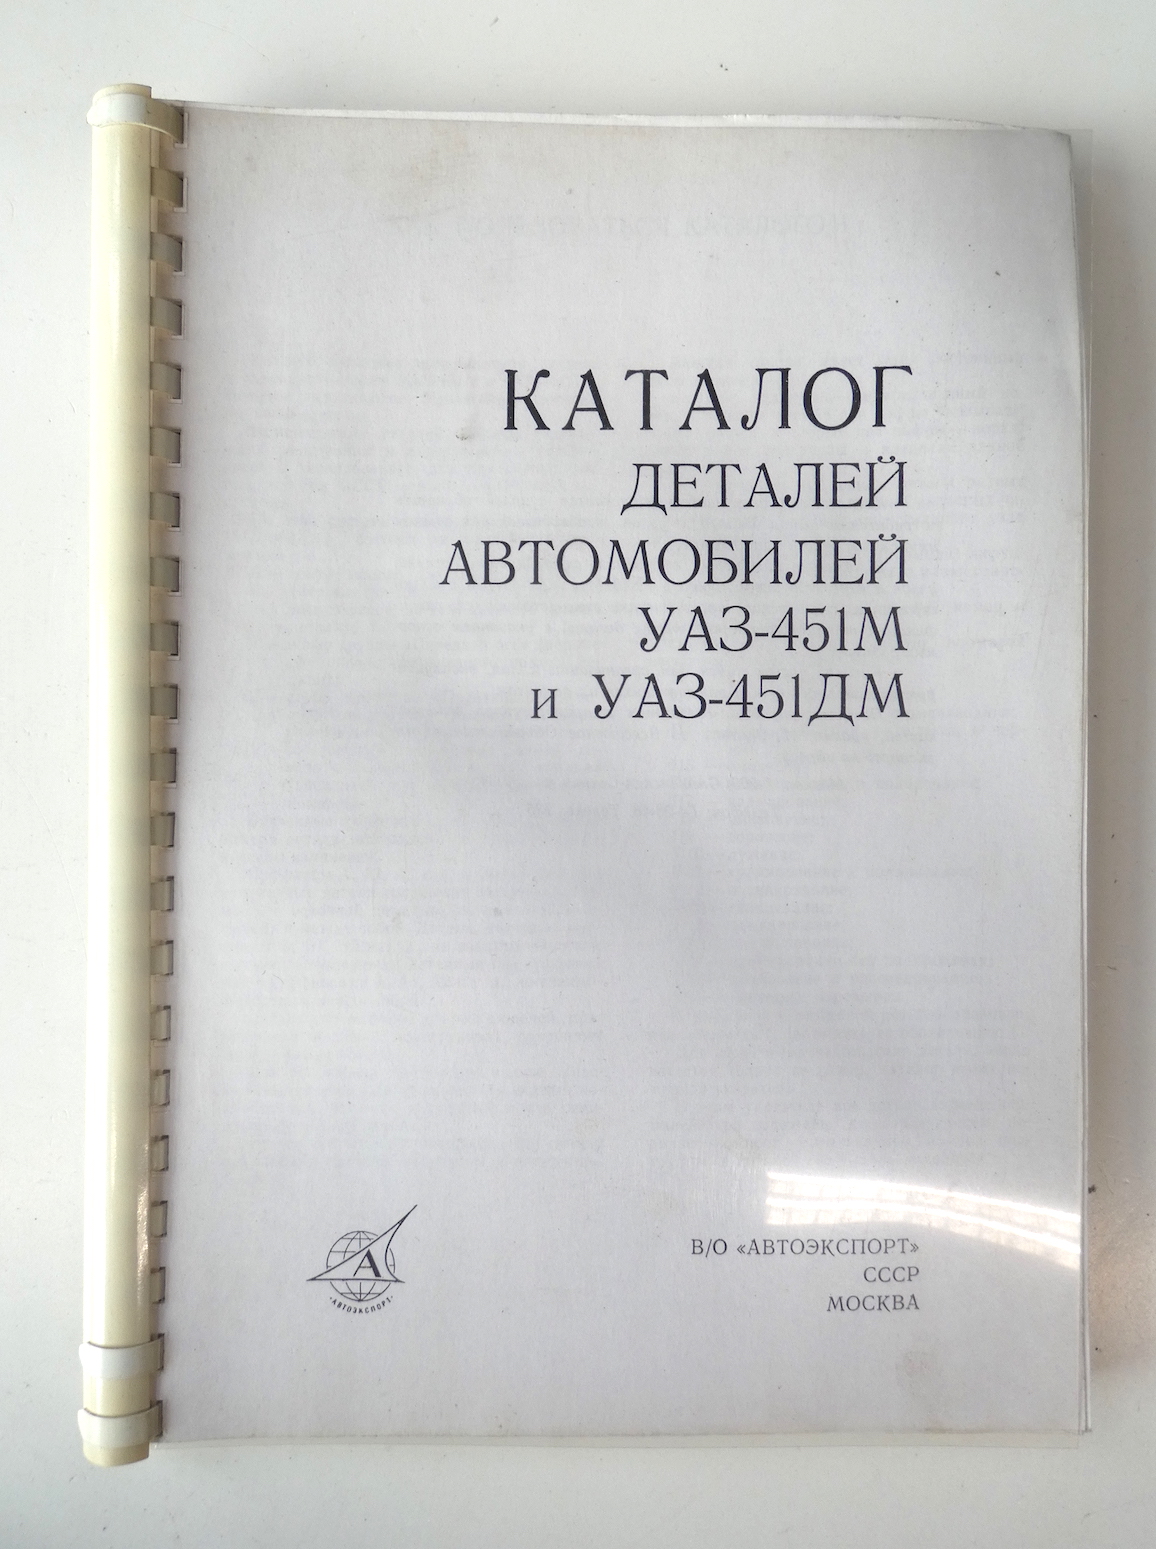 КАТАЛОГ
ДЕТАЛЕЙ
АВТОМОБИЛЕЙ
УАЗ-451М
и УАЗ-451ДМ
А
·АВТОЭКСПОРТ·
В/О «АВТОЭКСПОРТ»
СССР
МОСКВА